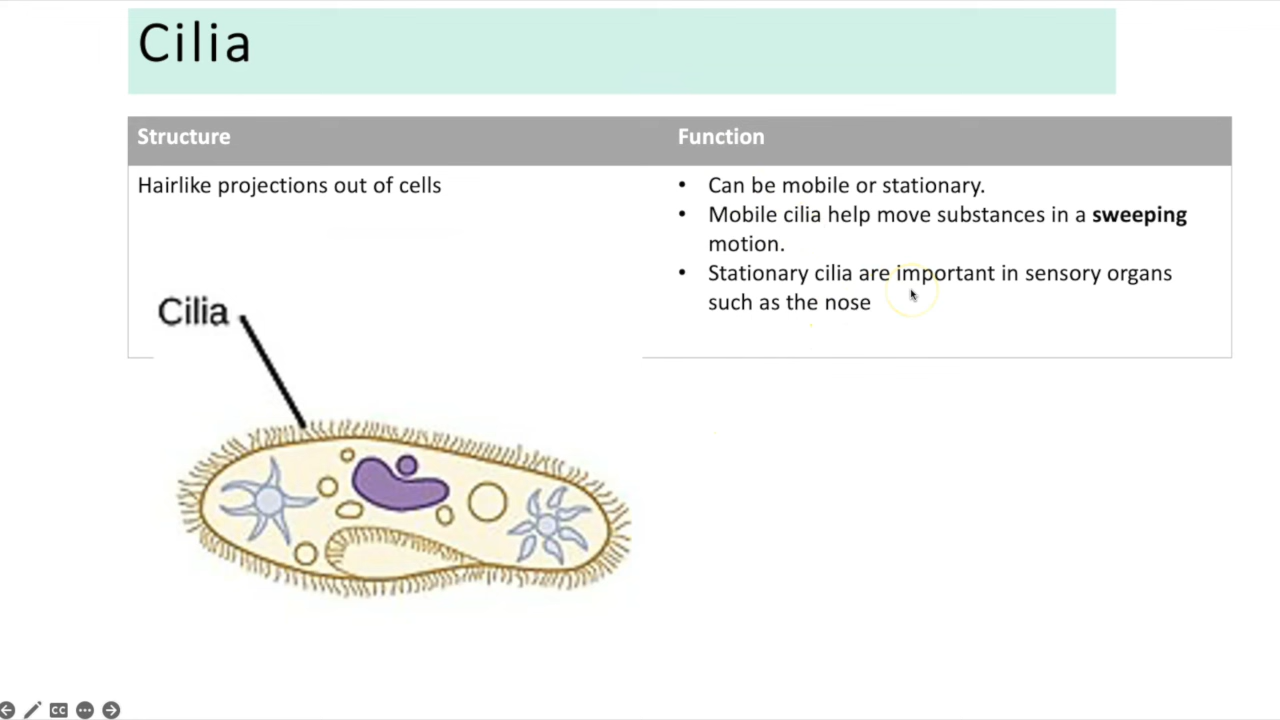 Cilia
Structure
Function
Hairlike projections out of cells
• Can be mobile or stationary.
• Mobile cilia help move substances in a sweeping
motion.
• Stationary cilia are important in sensory organs
such as the nose
Cilia
CC